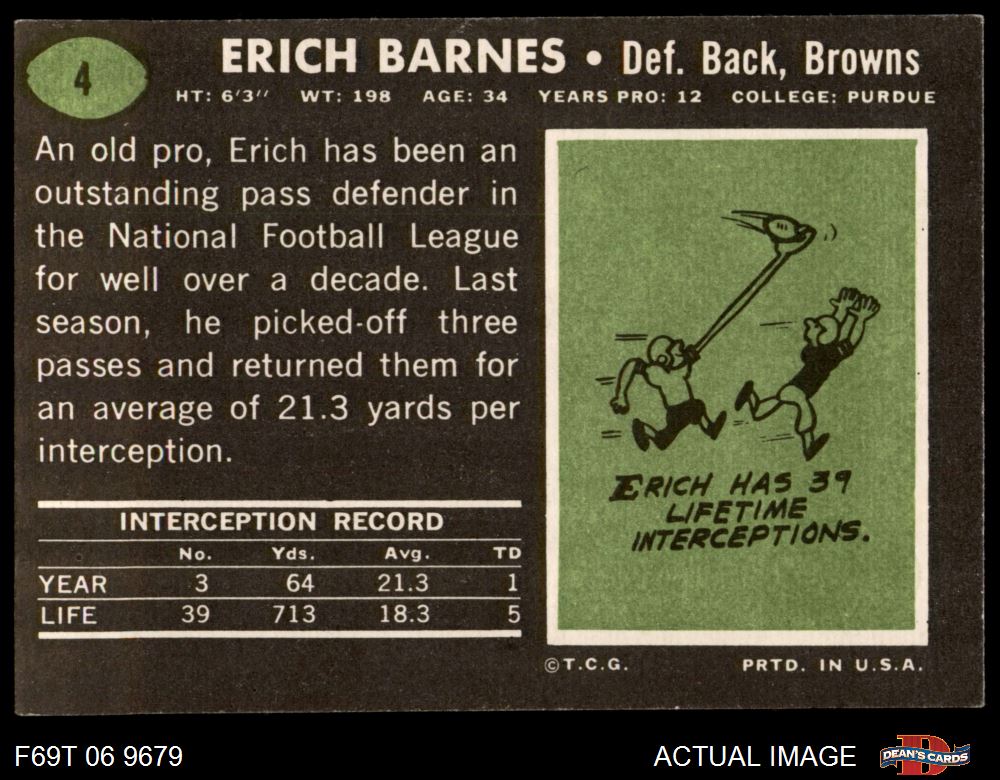 4
ERICH BARNES • Def. Back, Browns
HT: 6'3" WT: 198 AGE: 34 YEARS PRO: 12 COLLEGE: PURDUE
An old pro, Erich has been an
outstanding pass defender in
the National Football League
for well over a decade. Last
season, he picked-off three
passes and returned them for
an average of 21.3 yards per
interception.
INTERCEPTION RECORD
No. Yds. Avg. TD
YEAR 3 64 21.3 1
LIFE 39 713 18.3 5
ERICH HAS 39
LIFETIME
INTERCEPTIONS.
©T.C.G. PRTD. IN U.S.A.
F69T 06 9679 ACTUAL IMAGE DEAN'S CARDS